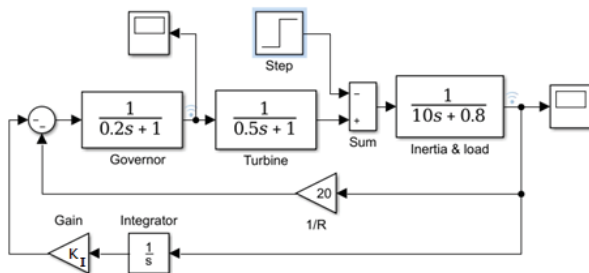 Step
−
+
Sum
− −
1
0.2s + 1
Governor
1
0.5s + 1
Turbine
1
10s + 0.8
Inertia & load
20
1/R
Gain
K_I
Integrator
1
s